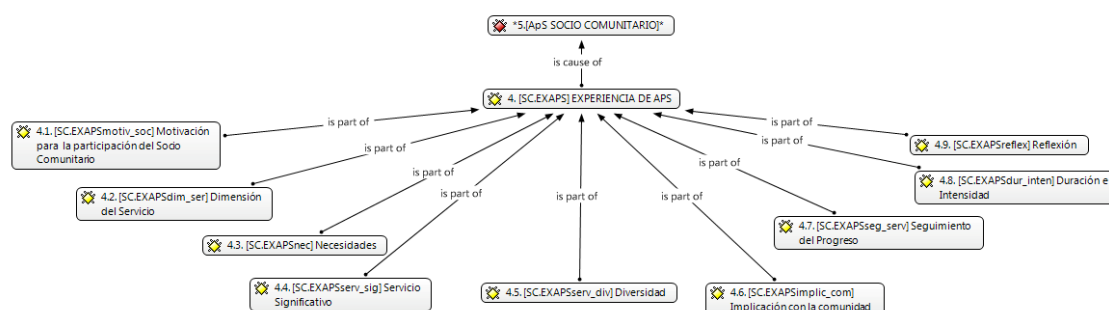 *5.[ApS SOCIO COMUNITARIO]*
is cause of
4. [SC.EXAPS] EXPERIENCIA DE APS
is part of
is part of
is part of
is part of
is part of
is part of
is part of
is part of
is part of
4.1. [SC.EXAPSmotiv_soc] Motivación
para la participación del Socio
Comunitario
4.2. [SC.EXAPSdim_ser] Dimensión
del Servicio
4.3. [SC.EXAPSnec] Necesidades
4.4. [SC.EXAPSserv_sig] Servicio
Significativo
4.5. [SC.EXAPSserv_div] Diversidad
4.6. [SC.EXAPSimplic_com]
Implicación con la comunidad
4.7. [SC.EXAPSseg_serv] Seguimiento
del Progreso
4.8. [SC.EXAPSdur_inten] Duración e
Intensidad
4.9. [SC.EXAPSreflex] Reflexión